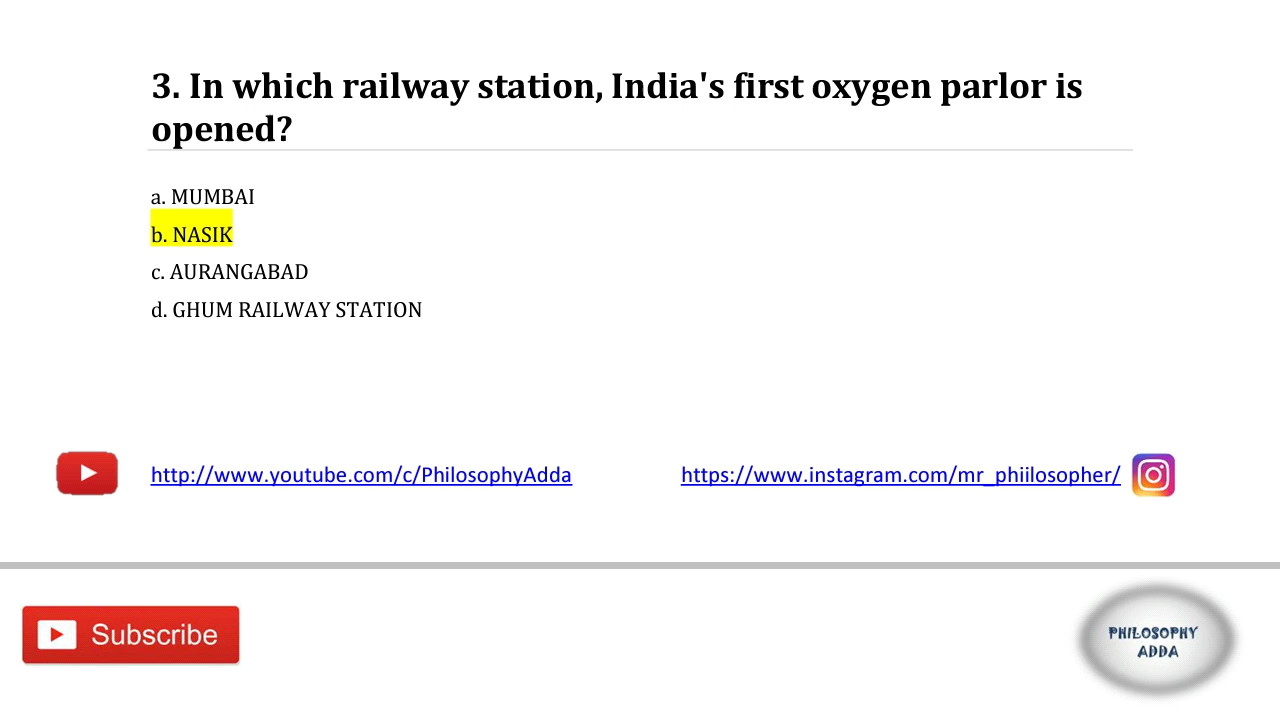 3. In which railway station, India's first oxygen parlor is
opened?
a. MUMBAI
b. NASIK
c. AURANGABAD
d. GHUM RAILWAY STATION
http://www.youtube.com/c/PhilosophyAdda
https://www.instagram.com/mr_phiilosopher/
Subscribe
PHILOSOPHY
ADDA